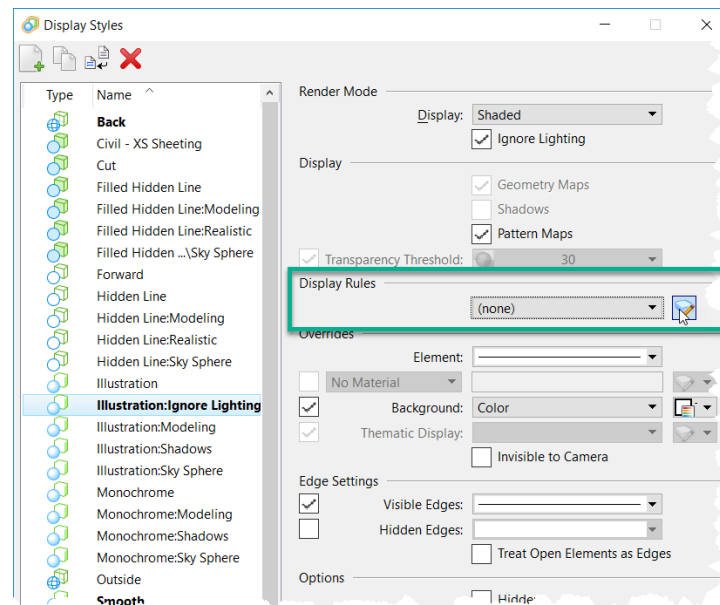 Display Styles
Type Name
Back
Civil - XS Sheeting
Cut
Filled Hidden Line
Filled Hidden Line:Modeling
Filled Hidden Line:Realistic
Filled Hidden ...\Sky Sphere
Forward
Hidden Line
Hidden Line:Modeling
Hidden Line:Realistic
Hidden Line:Sky Sphere
Illustration
Illustration:Ignore Lighting
Illustration:Modeling
Illustration:Shadows
Illustration:Sky Sphere
Monochrome
Monochrome:Modeling
Monochrome:Shadows
Monochrome:Sky Sphere
Outside
Smooth
Render Mode
Display: Shaded
Ignore Lighting
Display
Geometry Maps
Shadows
Pattern Maps
Transparency Threshold: 30
Display Rules
(none)
Overrides
Element:
No Material
Background: Color
Thematic Display:
Invisible to Camera
Edge Settings
Visible Edges:
Hidden Edges:
Treat Open Elements as Edges
Options